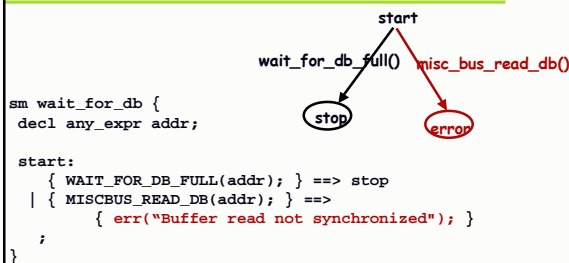 start
wait_for_db_full() misc_bus_read_db()
stop
error
sm wait_for_db {
decl any_expr addr;
start:
{ WAIT_FOR_DB_FULL(addr); } ==> stop
| { MISCBUS_READ_DB(addr); } ==>
{ err(“Buffer read not synchronized"); }
;
}